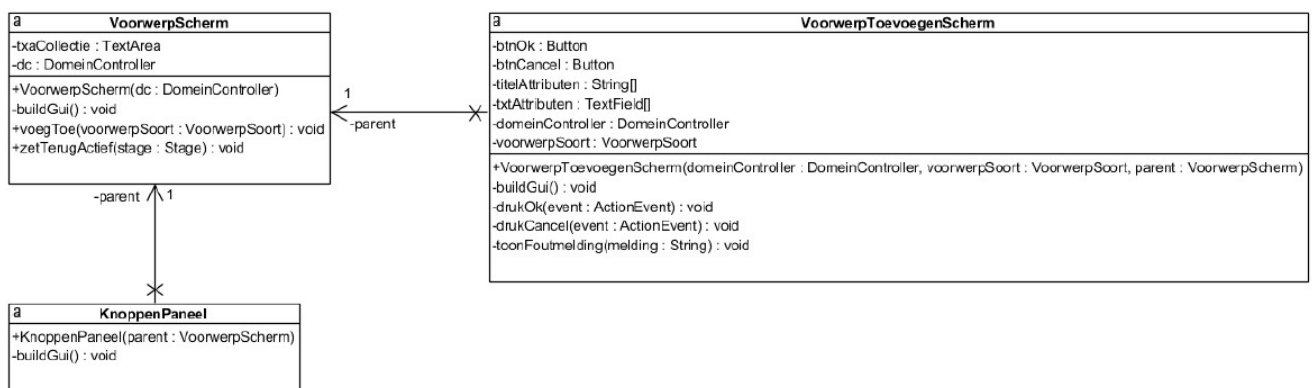 a VoorwerpScherm
-txaCollectie : TextArea
-dc : DomeinController
+VoorwerpScherm(dc : DomeinController)
-buildGui() : void
+voegToe(voorwerpSoort : VoorwerpSoort) : void
+zetTerugActief(stage : Stage) : void
1
-parent
a VoorwerpToevoegenScherm
-btnOk : Button
-btnCancel : Button
-titelAttributen : String[]
-txtAttributen : TextField[]
-domeinController : DomeinController
-voorwerpSoort : VoorwerpSoort
+VoorwerpToevoegenScherm(domeinController : DomeinController, voorwerpSoort : VoorwerpSoort, parent : VoorwerpScherm)
-buildGui() : void
-drukOk(event : ActionEvent) : void
-drukCancel(event : ActionEvent) : void
-toonFoutmelding(melding : String) : void
-parent 1
a KnoppenPaneel
+KnoppenPaneel(parent : VoorwerpScherm)
-buildGui() : void